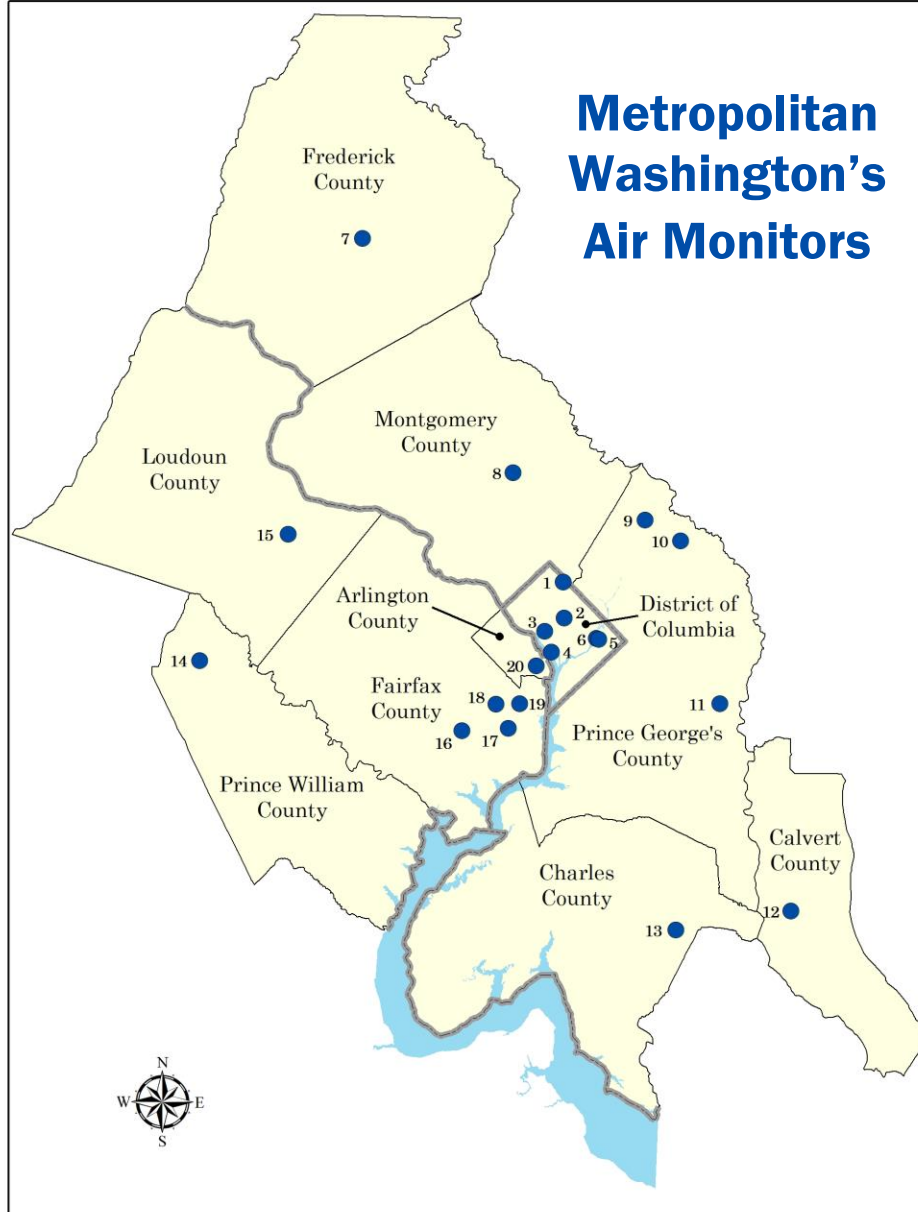 Metropolitan
Washington's
Air Monitors
Frederick
County
7
Montgomery
County
8
Loudoun
County
15
9
10
1
Arlington
County
2
3
District of
Columbia
6
5
4
20
14
Fairfax
County
18
19
11
16
17
Prince George's
County
Prince William
County
Calvert
County
Charles
County
12
13
N
W
E
S